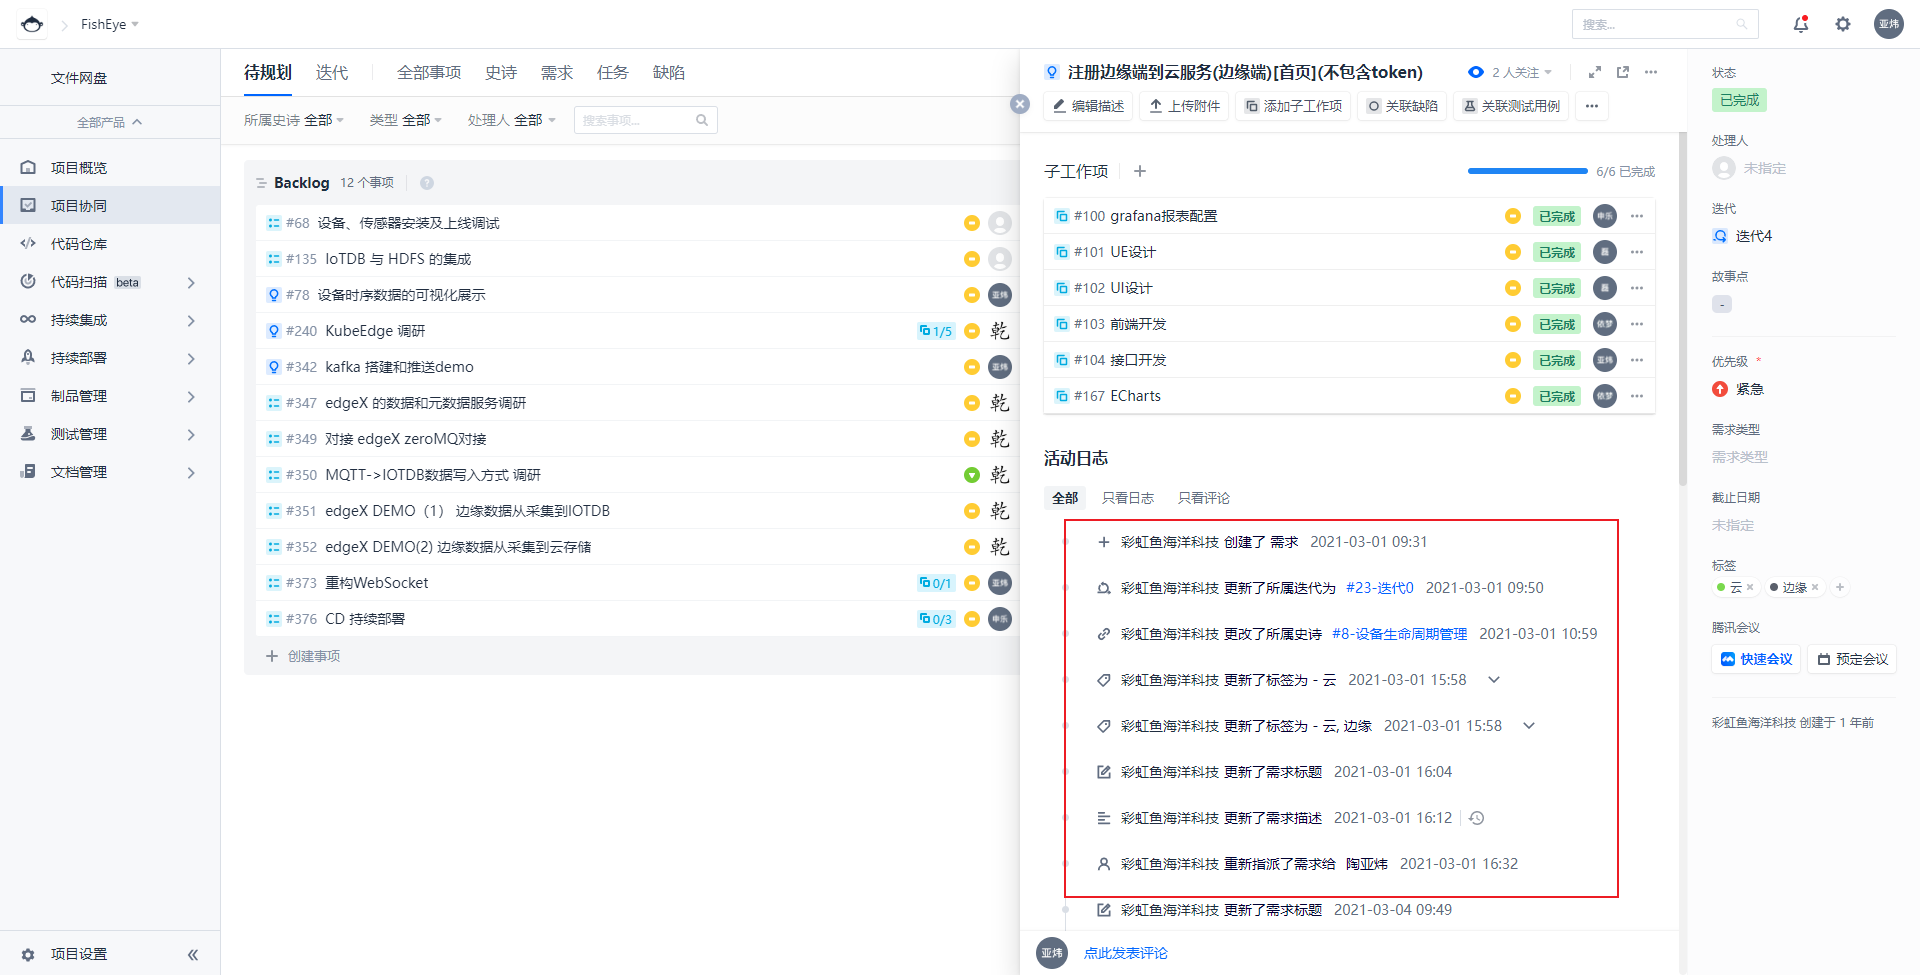 FishEye
搜索...
亚炜
文件网盘
全部产品
项目概览
项目协同
代码仓库
代码扫描 beta
持续集成
持续部署
制品管理
测试管理
文档管理
项目设置
待规划 迭代 全部事项 史诗 需求 任务 缺陷
所属史诗 全部 类型 全部 处理人 全部 搜索事项...
Backlog 12 个事项 ?
#68 设备、传感器安装及上线调试
#135 IoTDB 与 HDFS 的集成
#78 设备时序数据的可视化展示 亚炜
#240 KubeEdge 调研 1/5 乾
#342 kafka 搭建和推送demo 亚炜
#347 edgeX 的数据和元数据服务调研 乾
#349 对接 edgeX zeroMQ对接 乾
#350 MQTT->IOTDB数据写入方式 调研 乾
#351 edgeX DEMO（1） 边缘数据从采集到IOTDB 乾
#352 edgeX DEMO(2) 边缘数据从采集到云存储 乾
#373 重构WebSocket 0/1 亚炜
#376 CD 持续部署 0/3 申乐
创建事项
注册边缘端到云服务(边缘端)[首页](不包含token) 2 人关注
编辑描述 上传附件 添加子工作项 关联缺陷 关联测试用例
子工作项 6/6 已完成
#100 grafana报表配置 已完成 申乐
#101 UE设计 已完成
#102 UI设计 已完成
#103 前端开发 已完成 依梦
#104 接口开发 已完成 亚炜
#167 ECharts 已完成 依梦
活动日志
全部 只看日志 只看评论
彩虹鱼海洋科技 创建了 需求 2021-03-01 09:31
彩虹鱼海洋科技 更新了所属迭代为 #23-迭代0 2021-03-01 09:50
彩虹鱼海洋科技 更改了所属史诗 #8-设备生命周期管理 2021-03-01 10:59
彩虹鱼海洋科技 更新了标签为 - 云 2021-03-01 15:58
彩虹鱼海洋科技 更新了标签为 - 云, 边缘 2021-03-01 15:58
彩虹鱼海洋科技 更新了需求标题 2021-03-01 16:04
彩虹鱼海洋科技 更新了需求描述 2021-03-01 16:12
彩虹鱼海洋科技 重新指派了需求给 陶亚炜 2021-03-01 16:32
彩虹鱼海洋科技 更新了需求标题 2021-03-04 09:49
亚炜 点此发表评论
状态
已完成
处理人
未指定
迭代
迭代4
故事点
-
优先级 *
紧急
需求类型
需求类型
截止日期
未指定
标签
云 × 边缘 × +
腾讯会议
快速会议 预定会议
彩虹鱼海洋科技 创建于 1 年前